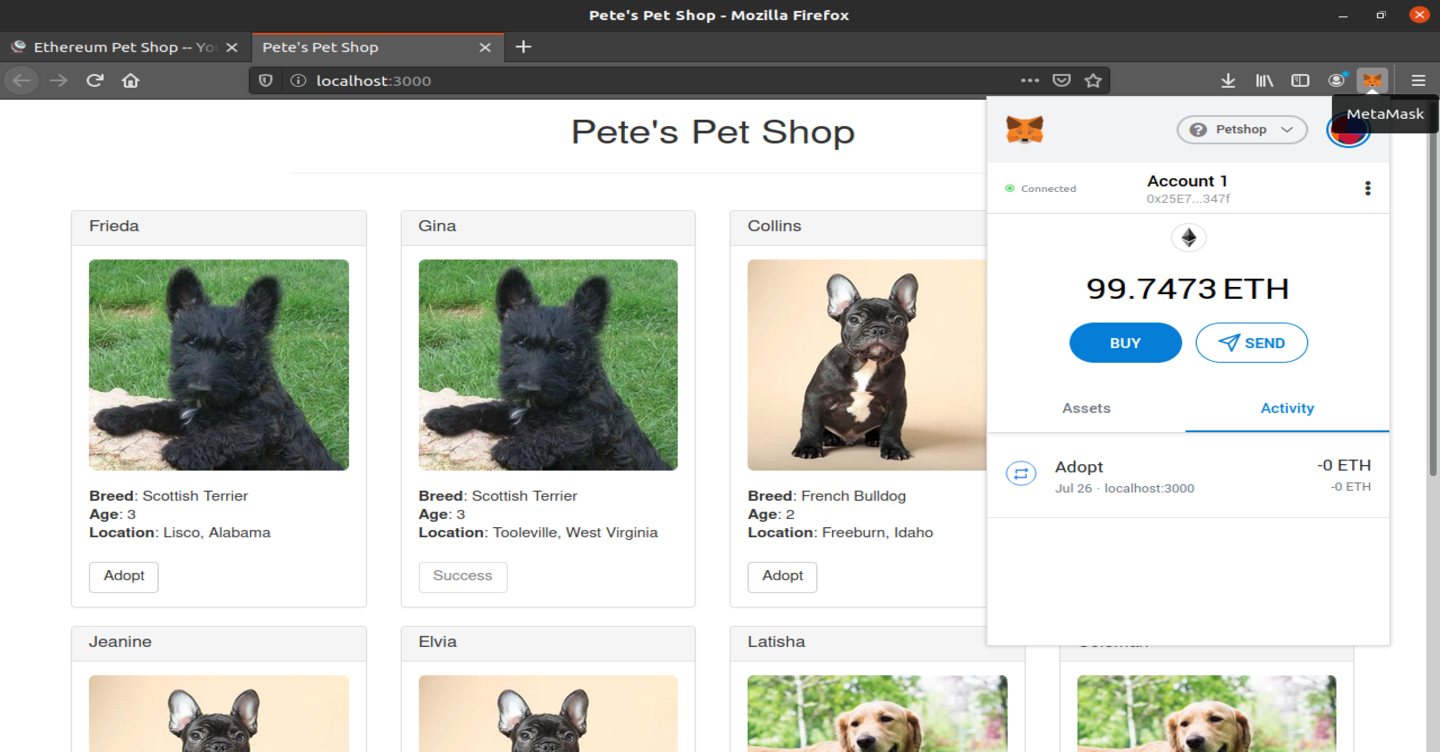 Pete's Pet Shop - Mozilla Firefox
Ethereum Pet Shop -- You
Pete's Pet Shop
localhost:3000
MetaMask
Pete's Pet Shop
Petshop
Connected
Account 1
0x25E7...347f
99.7473 ETH
BUY
SEND
Assets
Activity
Adopt
-0 ETH
Jul 26 · localhost:3000
-0 ETH
Frieda
Breed: Scottish Terrier
Age: 3
Location: Lisco, Alabama
Adopt
Gina
Breed: Scottish Terrier
Age: 3
Location: Tooleville, West Virginia
Success
Collins
Breed: French Bulldog
Age: 2
Location: Freeburn, Idaho
Adopt
Jeanine
Elvia
Latisha